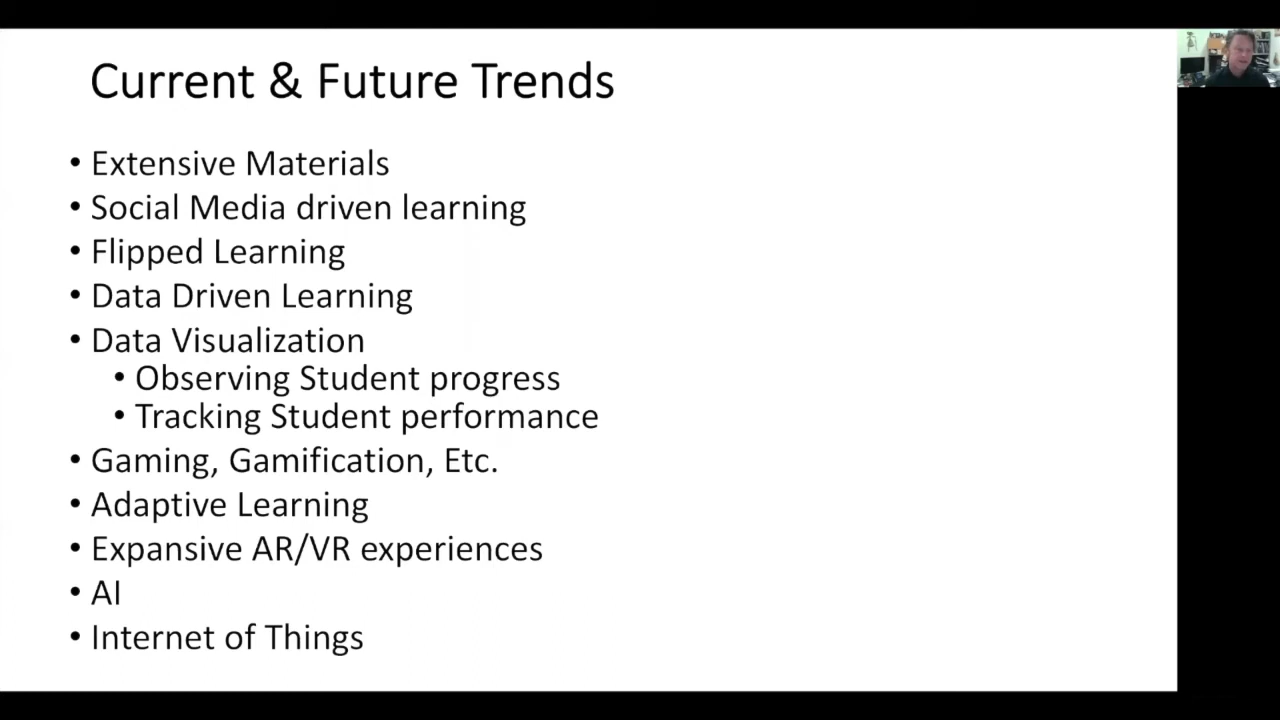 Current & Future Trends
• Extensive Materials
• Social Media driven learning
• Flipped Learning
• Data Driven Learning
• Data Visualization
• Observing Student progress
• Tracking Student performance
• Gaming, Gamification, Etc.
• Adaptive Learning
• Expansive AR/VR experiences
• AI
• Internet of Things